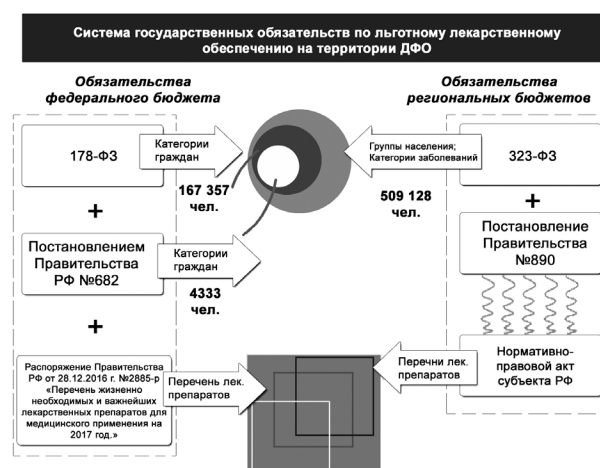 Система государственных обязательств по льготному лекарственному
обеспечению на территории ДФО
Обязательства
федерального бюджета
Обязательства
региональных бюджетов
178-ФЗ
Категории
граждан
167 357
чел.
Группы населения;
Категории заболеваний
509 128
чел.
323-ФЗ
+
+
Постановлением
Правительства
РФ №682
Категории
граждан
4333
чел.
Постановление
Правительства
№890
+
Распоряжение Правительства
РФ от 28.12.2016 г. №2885-р
«Перечень жизненно
необходимых и важнейших
лекарственных препаратов для
медицинского применения на
2017 год.»
Перечень лек.
препаратов
Перечни лек.
препаратов
Нормативно-
правовой акт
субъекта РФ